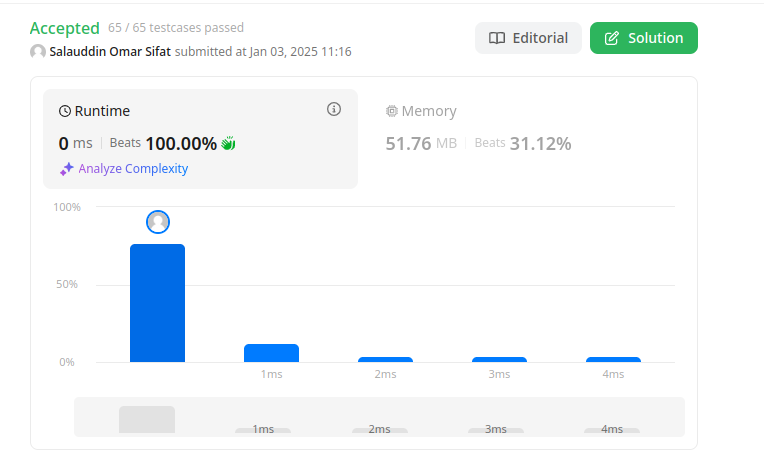 Accepted 65 / 65 testcases passed
Salauddin Omar Sifat submitted at Jan 03, 2025 11:16
Editorial
Solution
Runtime
0 ms Beats 100.00%
Analyze Complexity
Memory
51.76 MB Beats 31.12%
100%
50%
0%
1ms 2ms 3ms 4ms
1ms 2ms 3ms 4ms